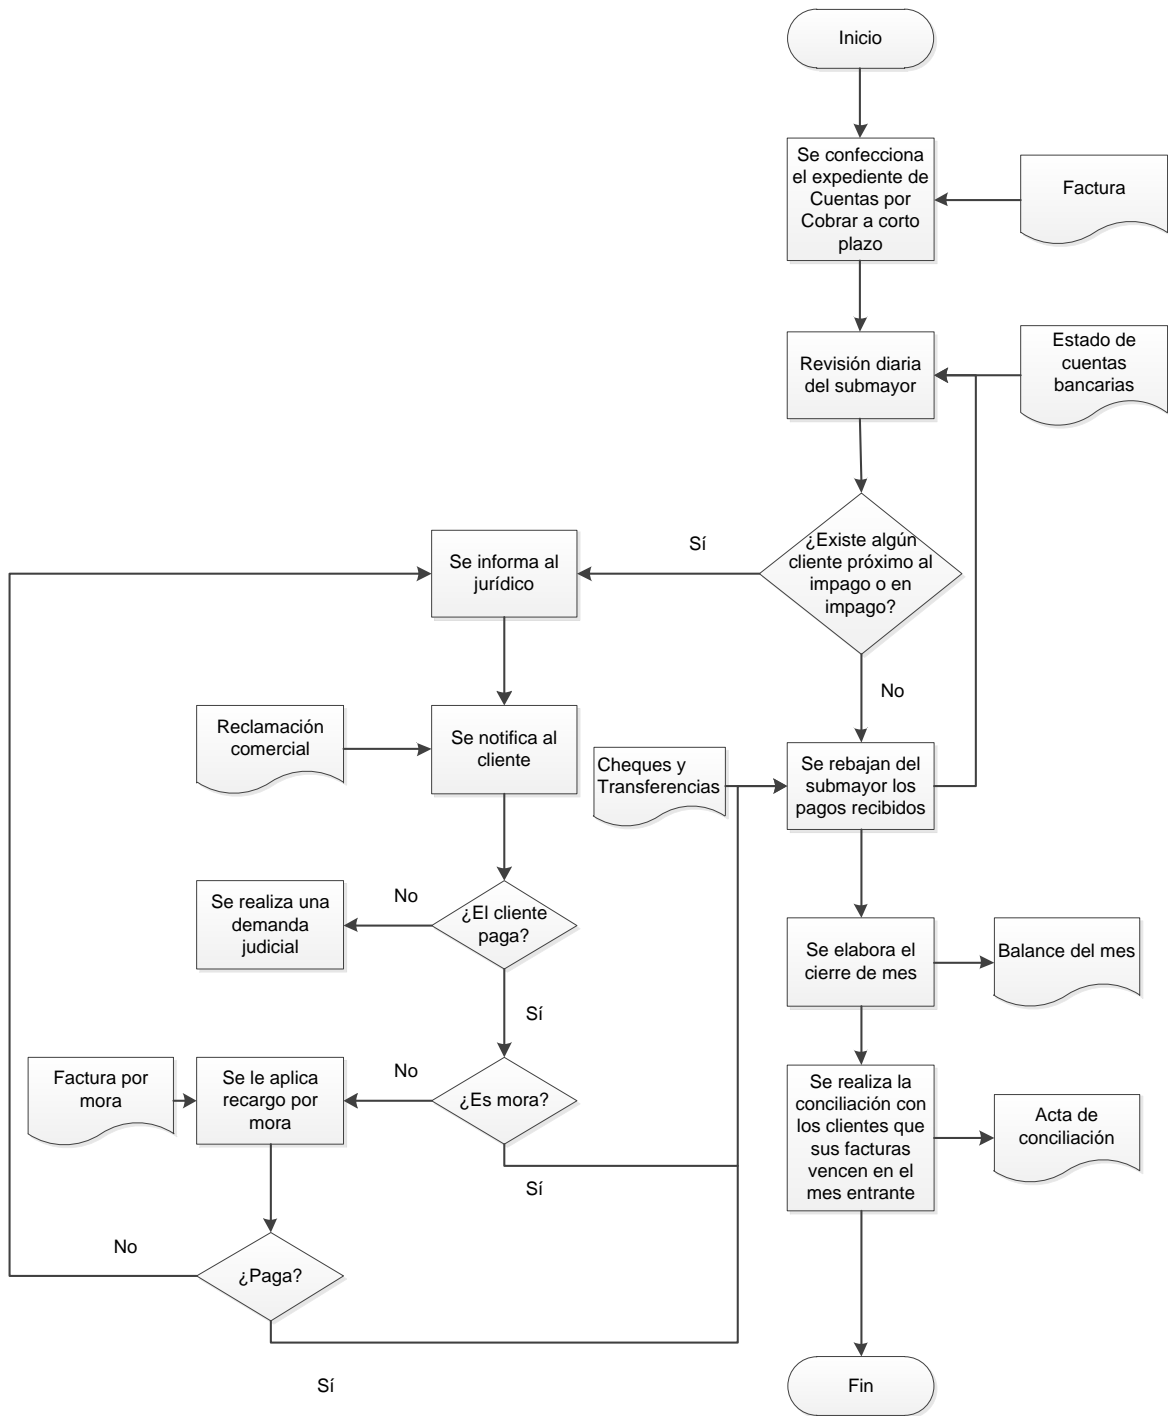 Inicio
Se confecciona
el expediente de
Cuentas por
Cobrar a corto
plazo
Factura
Revisión diaria
del submayor
Estado de
cuentas
bancarias
¿Existe algún
cliente próximo al
impago o en
impago?
Sí
Se informa al
jurídico
No
Reclamación
comercial
Se notifica al
cliente
Cheques y
Transferencias
Se rebajan del
submayor los
pagos recibidos
Se realiza una
demanda
judicial
No
¿El cliente
paga?
Sí
Se elabora el
cierre de mes
Balance del mes
Factura por
mora
Se le aplica
recargo por
mora
No
¿Es mora?
Sí
Se realiza la
conciliación con
los clientes que
sus facturas
vencen en el
mes entrante
Acta de
conciliación
No
¿Paga?
Sí
Fin